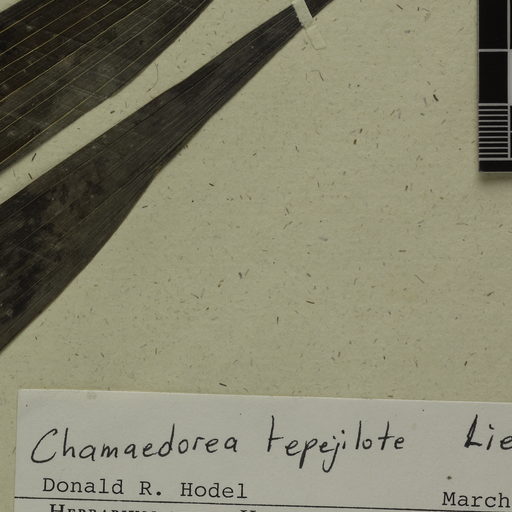 Chamaedorea tepejilote Lie
Donald R. Hodel March